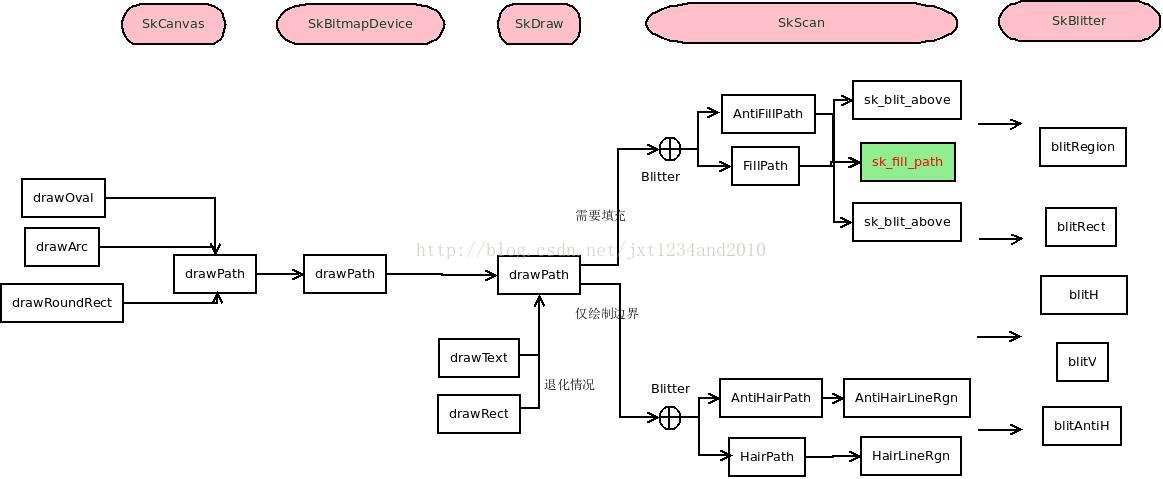 SkCanvas
SkBitmapDevice
SkDraw
SkScan
SkBlitter
drawOval
drawArc
drawRoundRect
drawPath
drawPath
drawPath
drawText
drawRect
需要填充
仅绘制边界
退化情况
Blitter
AntiFillPath
FillPath
sk_blit_above
sk_fill_path
sk_blit_above
Blitter
AntiHairPath
HairPath
AntiHairLineRgn
HairLineRgn
blitRegion
blitRect
blitH
blitV
blitAntiH
http://blog.csdn.net/jxt1234and2010